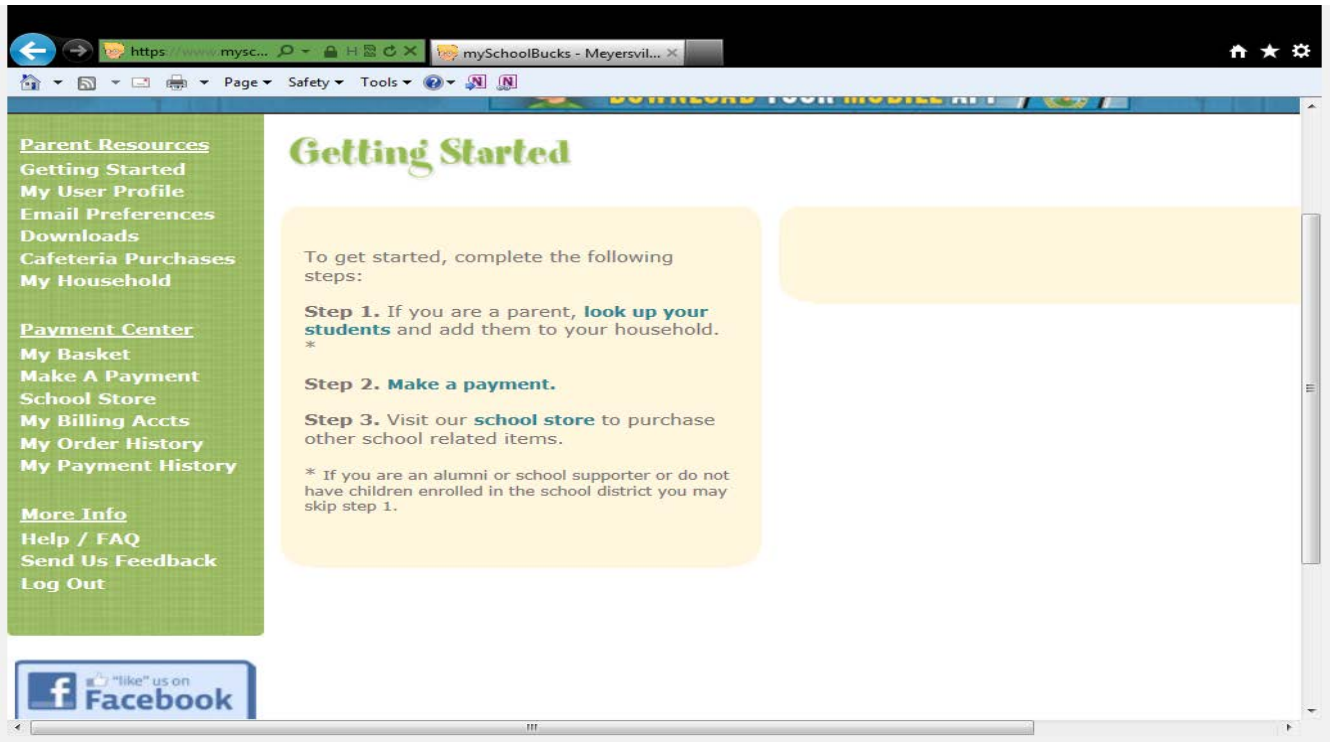 https://www.mysc...
mySchoolBucks - Meyersvil...
Page Safety Tools
DOWNLOAD YOUR MOBILE APP
Parent Resources
Getting Started
My User Profile
Email Preferences
Downloads
Cafeteria Purchases
My Household
Payment Center
My Basket
Make A Payment
School Store
My Billing Accts
My Order History
My Payment History
More Info
Help / FAQ
Send Us Feedback
Log Out
"like" us on
Facebook
Getting Started
To get started, complete the following
steps:
Step 1. If you are a parent, look up your
students and add them to your household.
*
Step 2. Make a payment.
Step 3. Visit our school store to purchase
other school related items.
* If you are an alumni or school supporter or do not
have children enrolled in the school district you may
skip step 1.